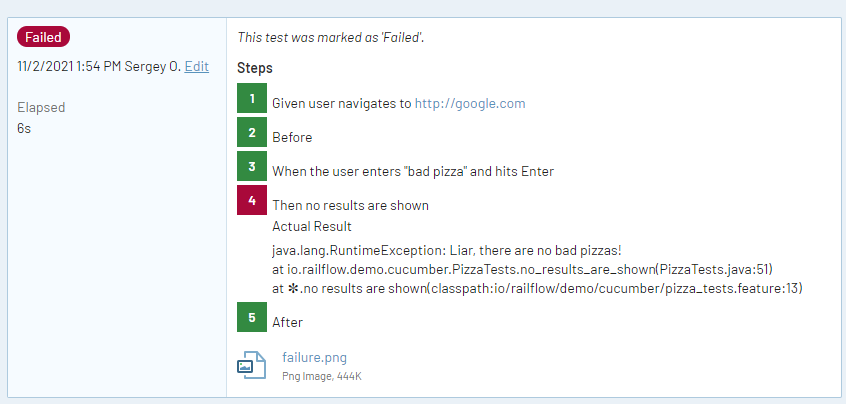 Failed
11/2/2021 1:54 PM Sergey O. Edit
Elapsed
6s
This test was marked as 'Failed'.
Steps
1 Given user navigates to http://google.com
2 Before
3 When the user enters "bad pizza" and hits Enter
4 Then no results are shown
Actual Result
java.lang.RuntimeException: Liar, there are no bad pizzas!
at io.railflow.demo.cucumber.PizzaTests.no_results_are_shown(PizzaTests.java:51)
at ✻.no results are shown(classpath:io/railflow/demo/cucumber/pizza_tests.feature:13)
5 After
failure.png
Png Image, 444K